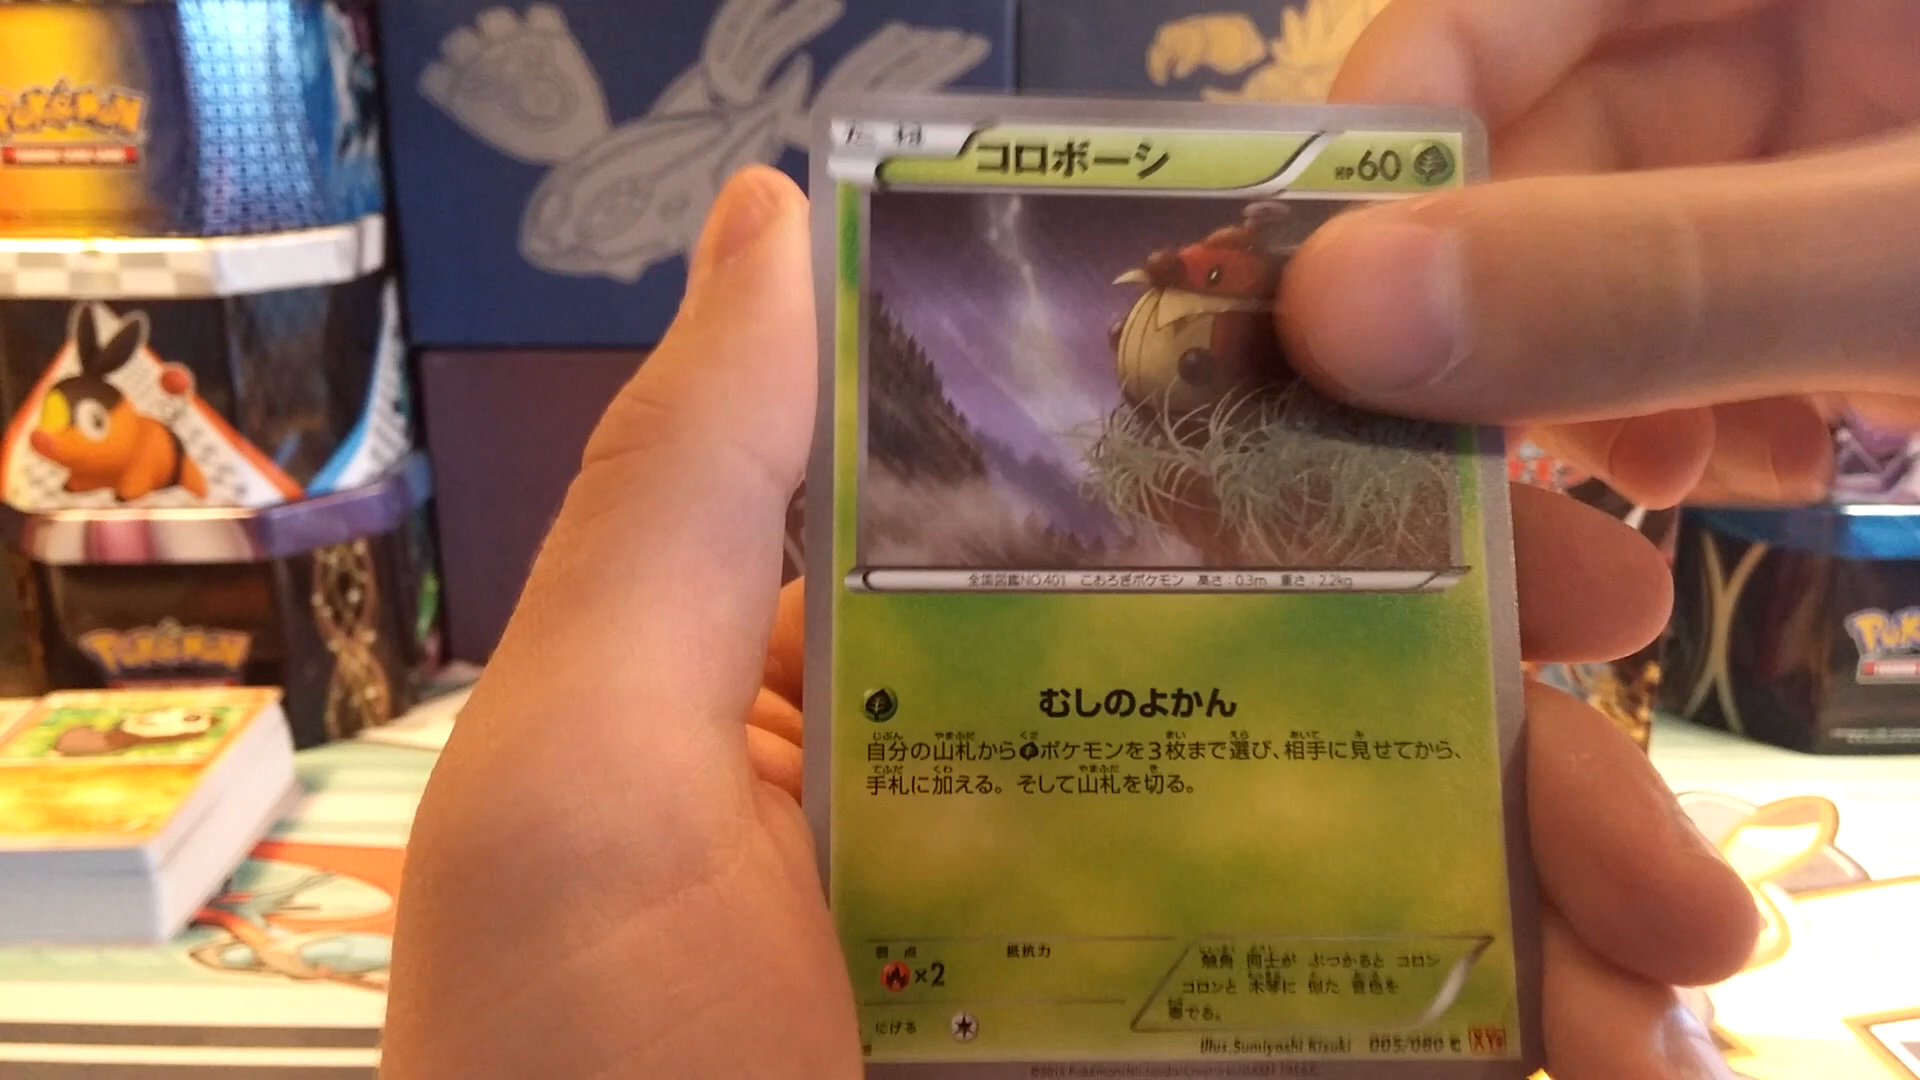 たね
コロボーシ
HP60
全国図鑑NO.401 こおろぎポケモン 高さ:0.3m 重さ:2.2kg
むしのよかん
自分の山札からポケモンを3枚まで選び、相手に見せてから、
手札に加える。そして山札を切る。
弱点
抵抗力
×2
にげる
触角 同士が ぶつかると コロン
コロンと 木琴に 似た 音色を
奏でる。
Illus.Sumiyoshi Kizuki 005/080 C
POKéMON
POKéMON